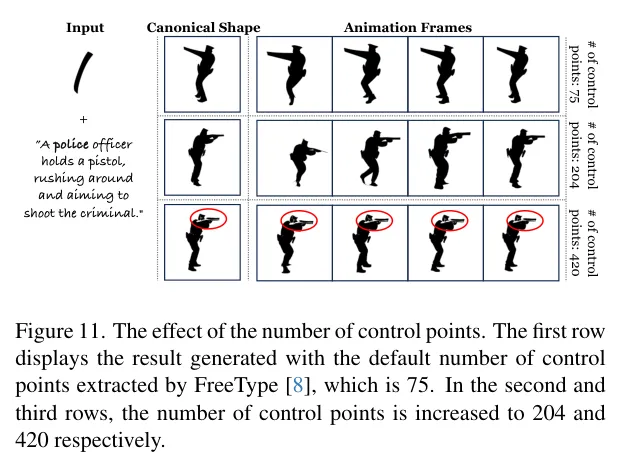 Input
Canonical Shape
Animation Frames
+
"A police officer
holds a pistol,
rushing around
and aiming to
shoot the criminal."
# of control
points: 75
# of control
points: 204
# of control
points: 420
Figure 11. The effect of the number of control points. The first row
displays the result generated with the default number of control
points extracted by FreeType [8], which is 75. In the second and
third rows, the number of control points is increased to 204 and
420 respectively.